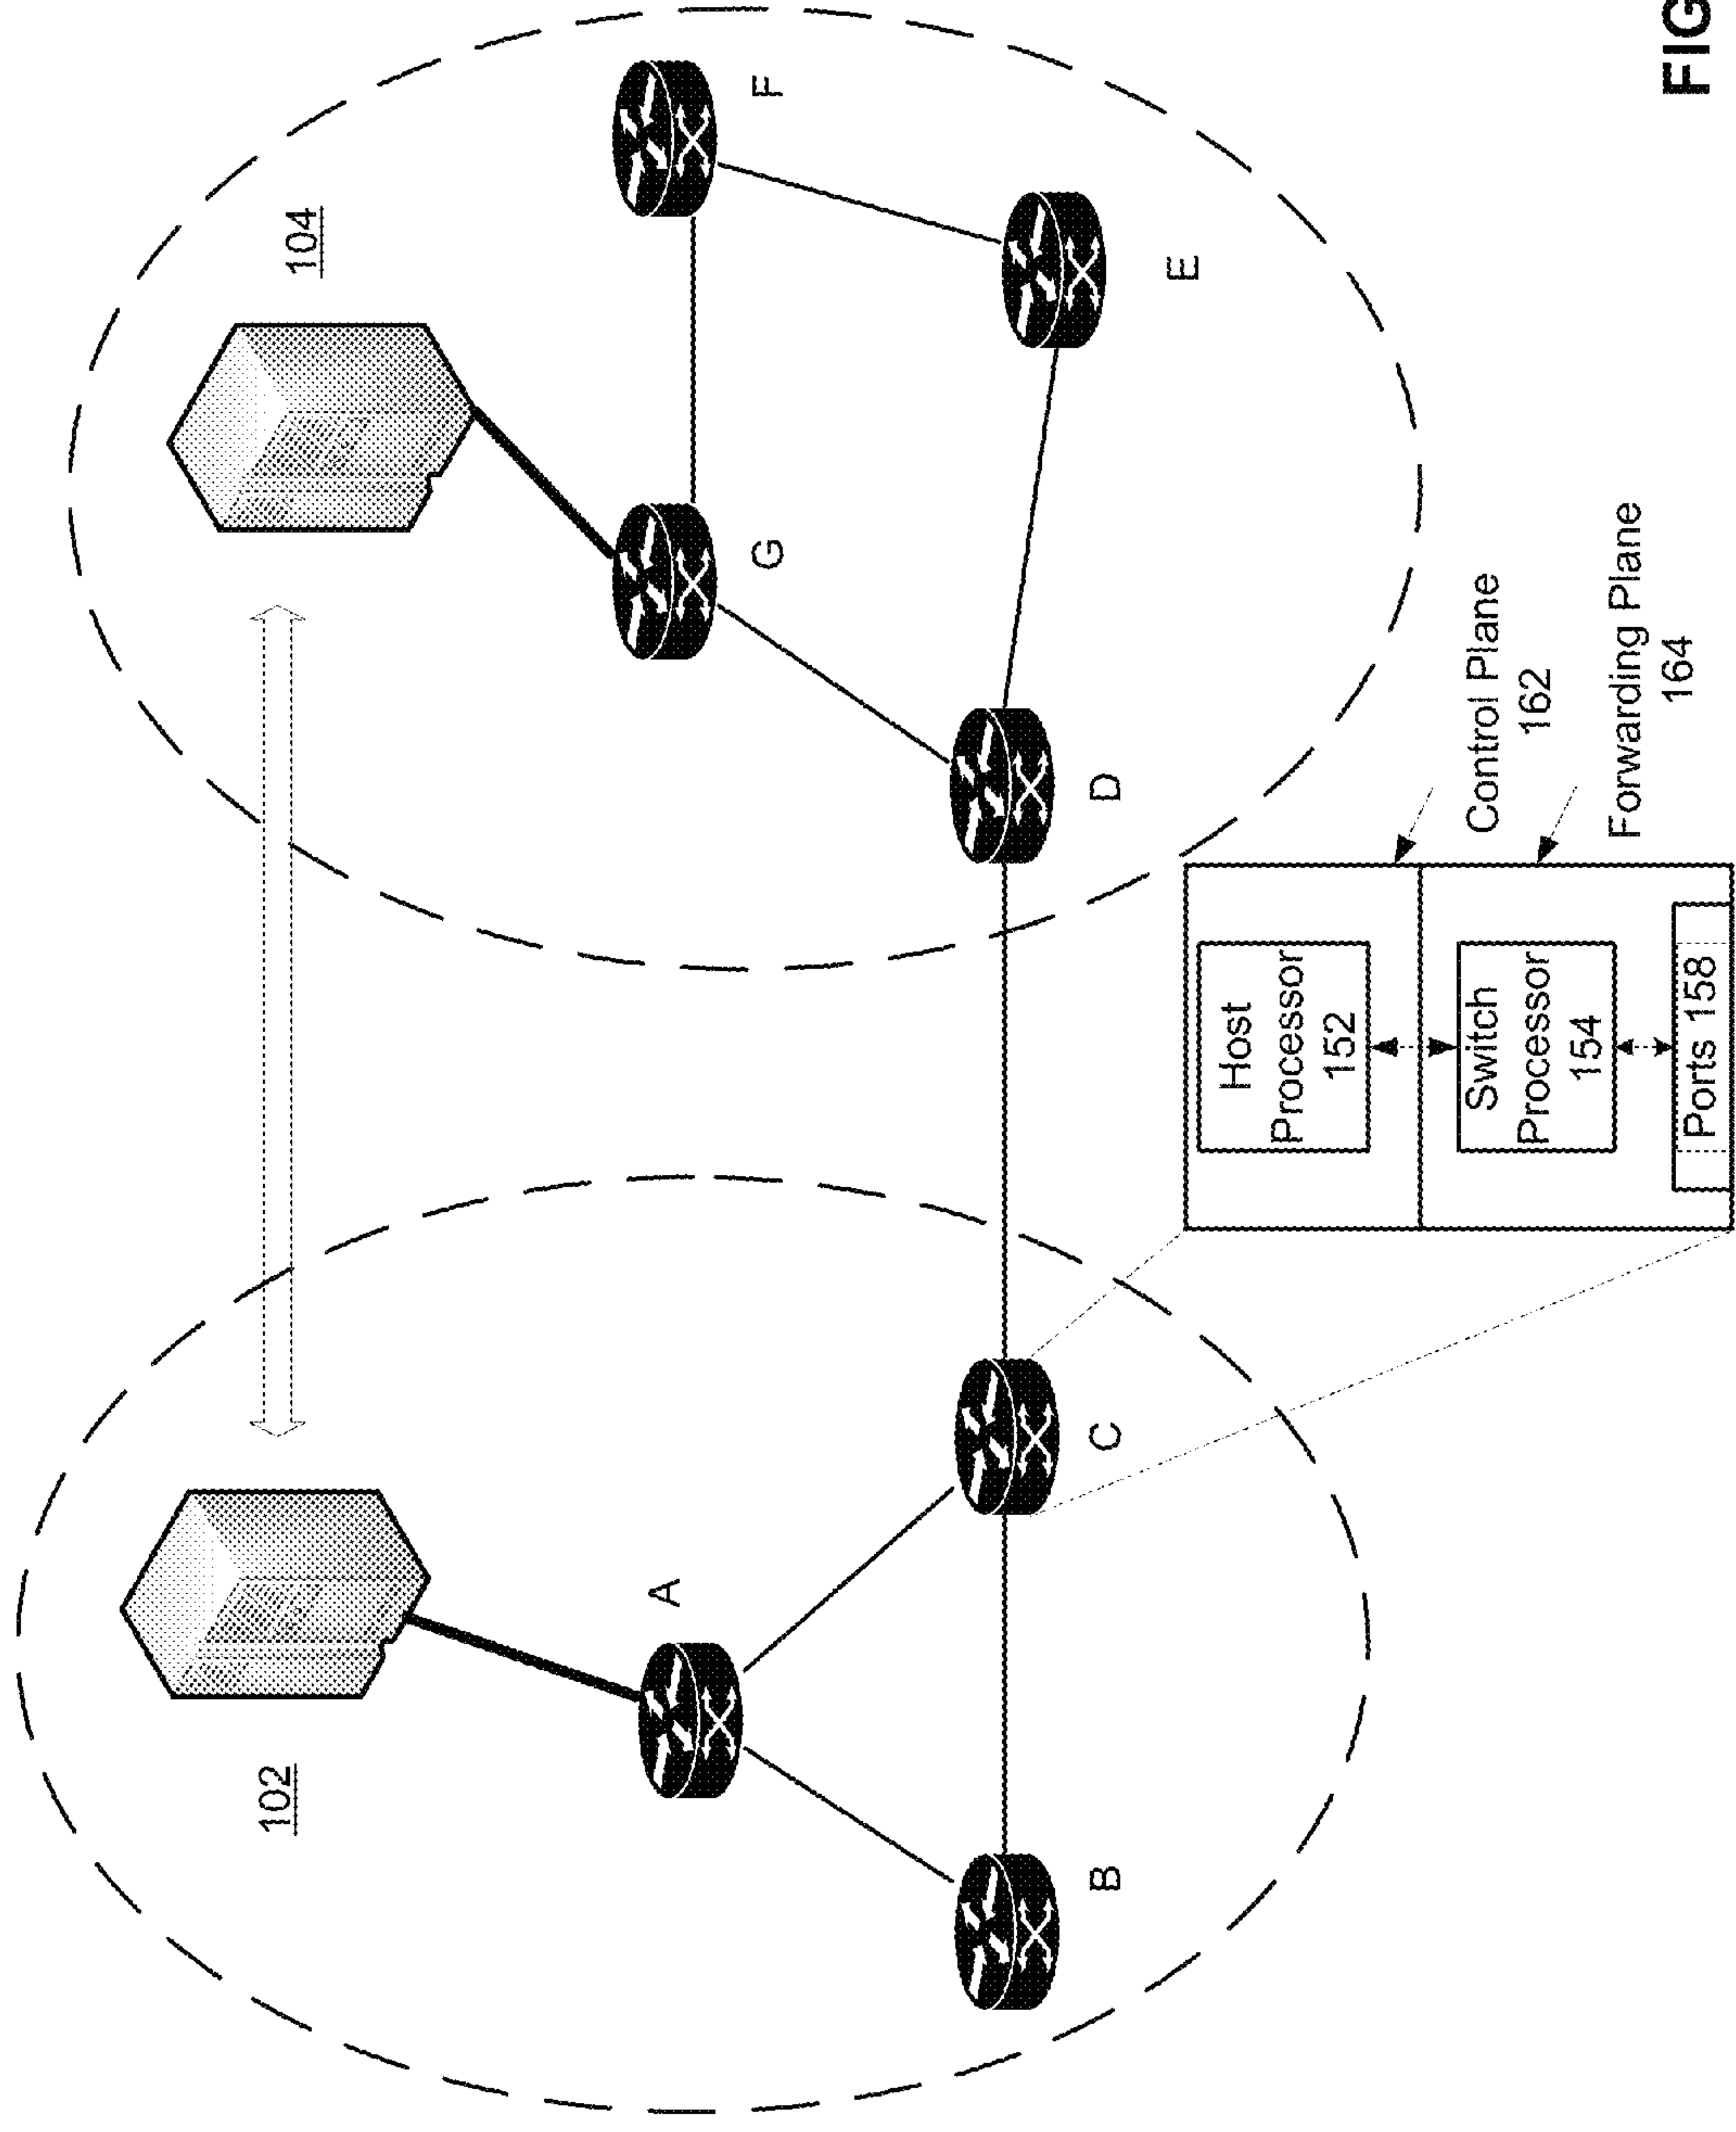 102
104
A
G
F
B
C
D
E
Host
Processor
152
Control Plane
162
Switch
Processor
154
Forwarding Plane
164
Ports 158
FIG